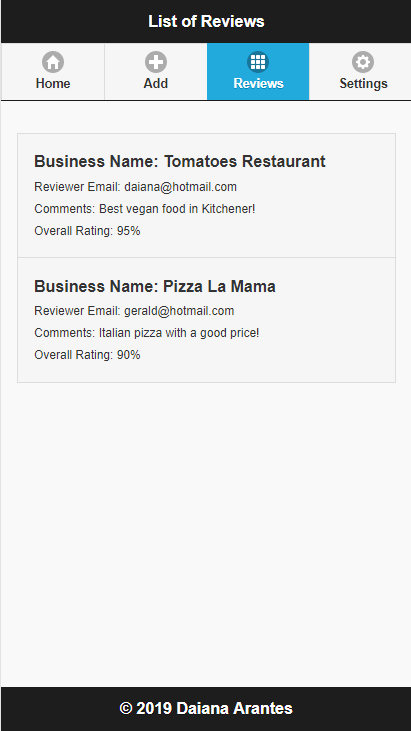 List of Reviews
Home Add Reviews Settings
Business Name: Tomatoes Restaurant
Reviewer Email: daiana@hotmail.com
Comments: Best vegan food in Kitchener!
Overall Rating: 95%
Business Name: Pizza La Mama
Reviewer Email: gerald@hotmail.com
Comments: Italian pizza with a good price!
Overall Rating: 90%
© 2019 Daiana Arantes